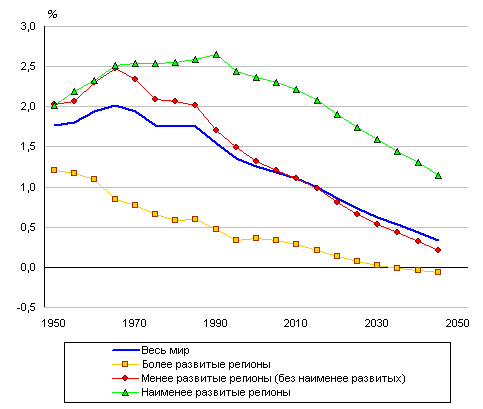 %
3,0
2,5
2,0
1,5
1,0
0,5
0,0
-0,5
1950 1970 1990 2010 2030 2050
Весь мир
Более развитые регионы
Менее развитые регионы (без наименее развитых)
Наименее развитые регионы